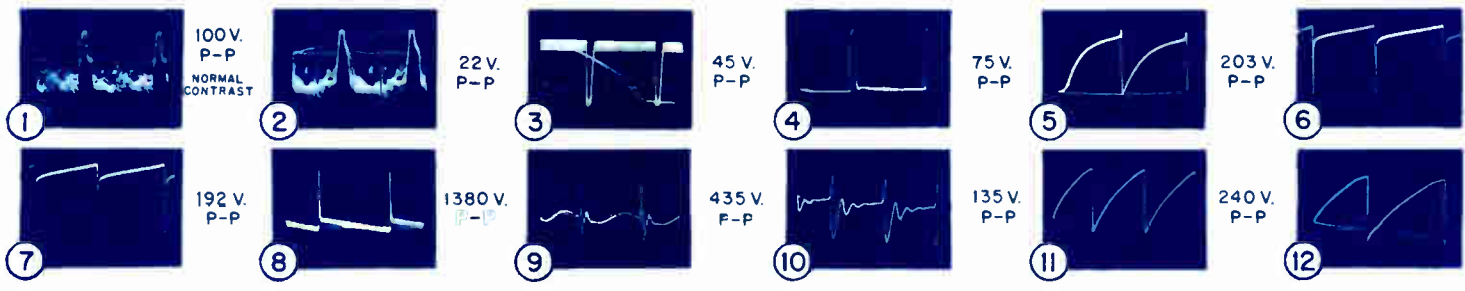 100 V.
P-P
NORMAL
CONTRAST
1
22 V.
P-P
2
45 V.
P-P
3
75 V.
P-P
4
203 V.
P-P
5
6
192 V.
P-P
7
1380 V.
P-P
8
435 V.
P-P
9
135 V.
P-P
10
240 V.
P-P
11
12